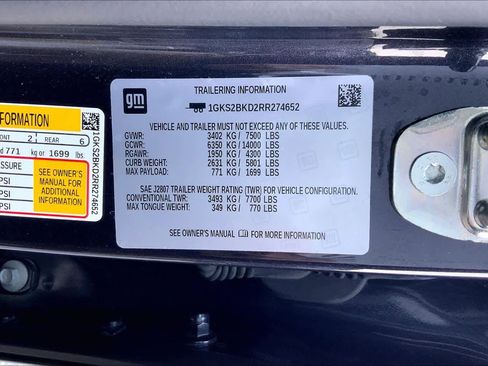 TRAILERING INFORMATION
gm
1GKS2BKD2RR274652
VEHICLE AND TRAILER MUST NOT EXCEED ANY OF THESE RATINGS:
GVWR: 3402 KG / 7500 LBS
GCWR: 6350 KG / 14000 LBS
RGAWR: 1950 KG / 4300 LBS
CURB WEIGHT: 2631 KG / 5801 LBS
MAX PAYLOAD: 771 KG / 1699 LBS
SAE J2807 TRAILER WEIGHT RATING (TWR) FOR VEHICLE CONFIGURATION.
CONVENTIONAL TWR: 3493 KG / 7700 LBS
MAX TONGUE WEIGHT: 349 KG / 770 LBS
SEE OWNER'S MANUAL FOR MORE INFORMATION
INFORMATION
FRONT 2 REAR 6
771 kg or 1699 lbs
SEE OWNER'S
MANUAL FOR
ADDITIONAL
INFORMATION
PSI
PSI
PSI
1GKS2BKD2RR274652